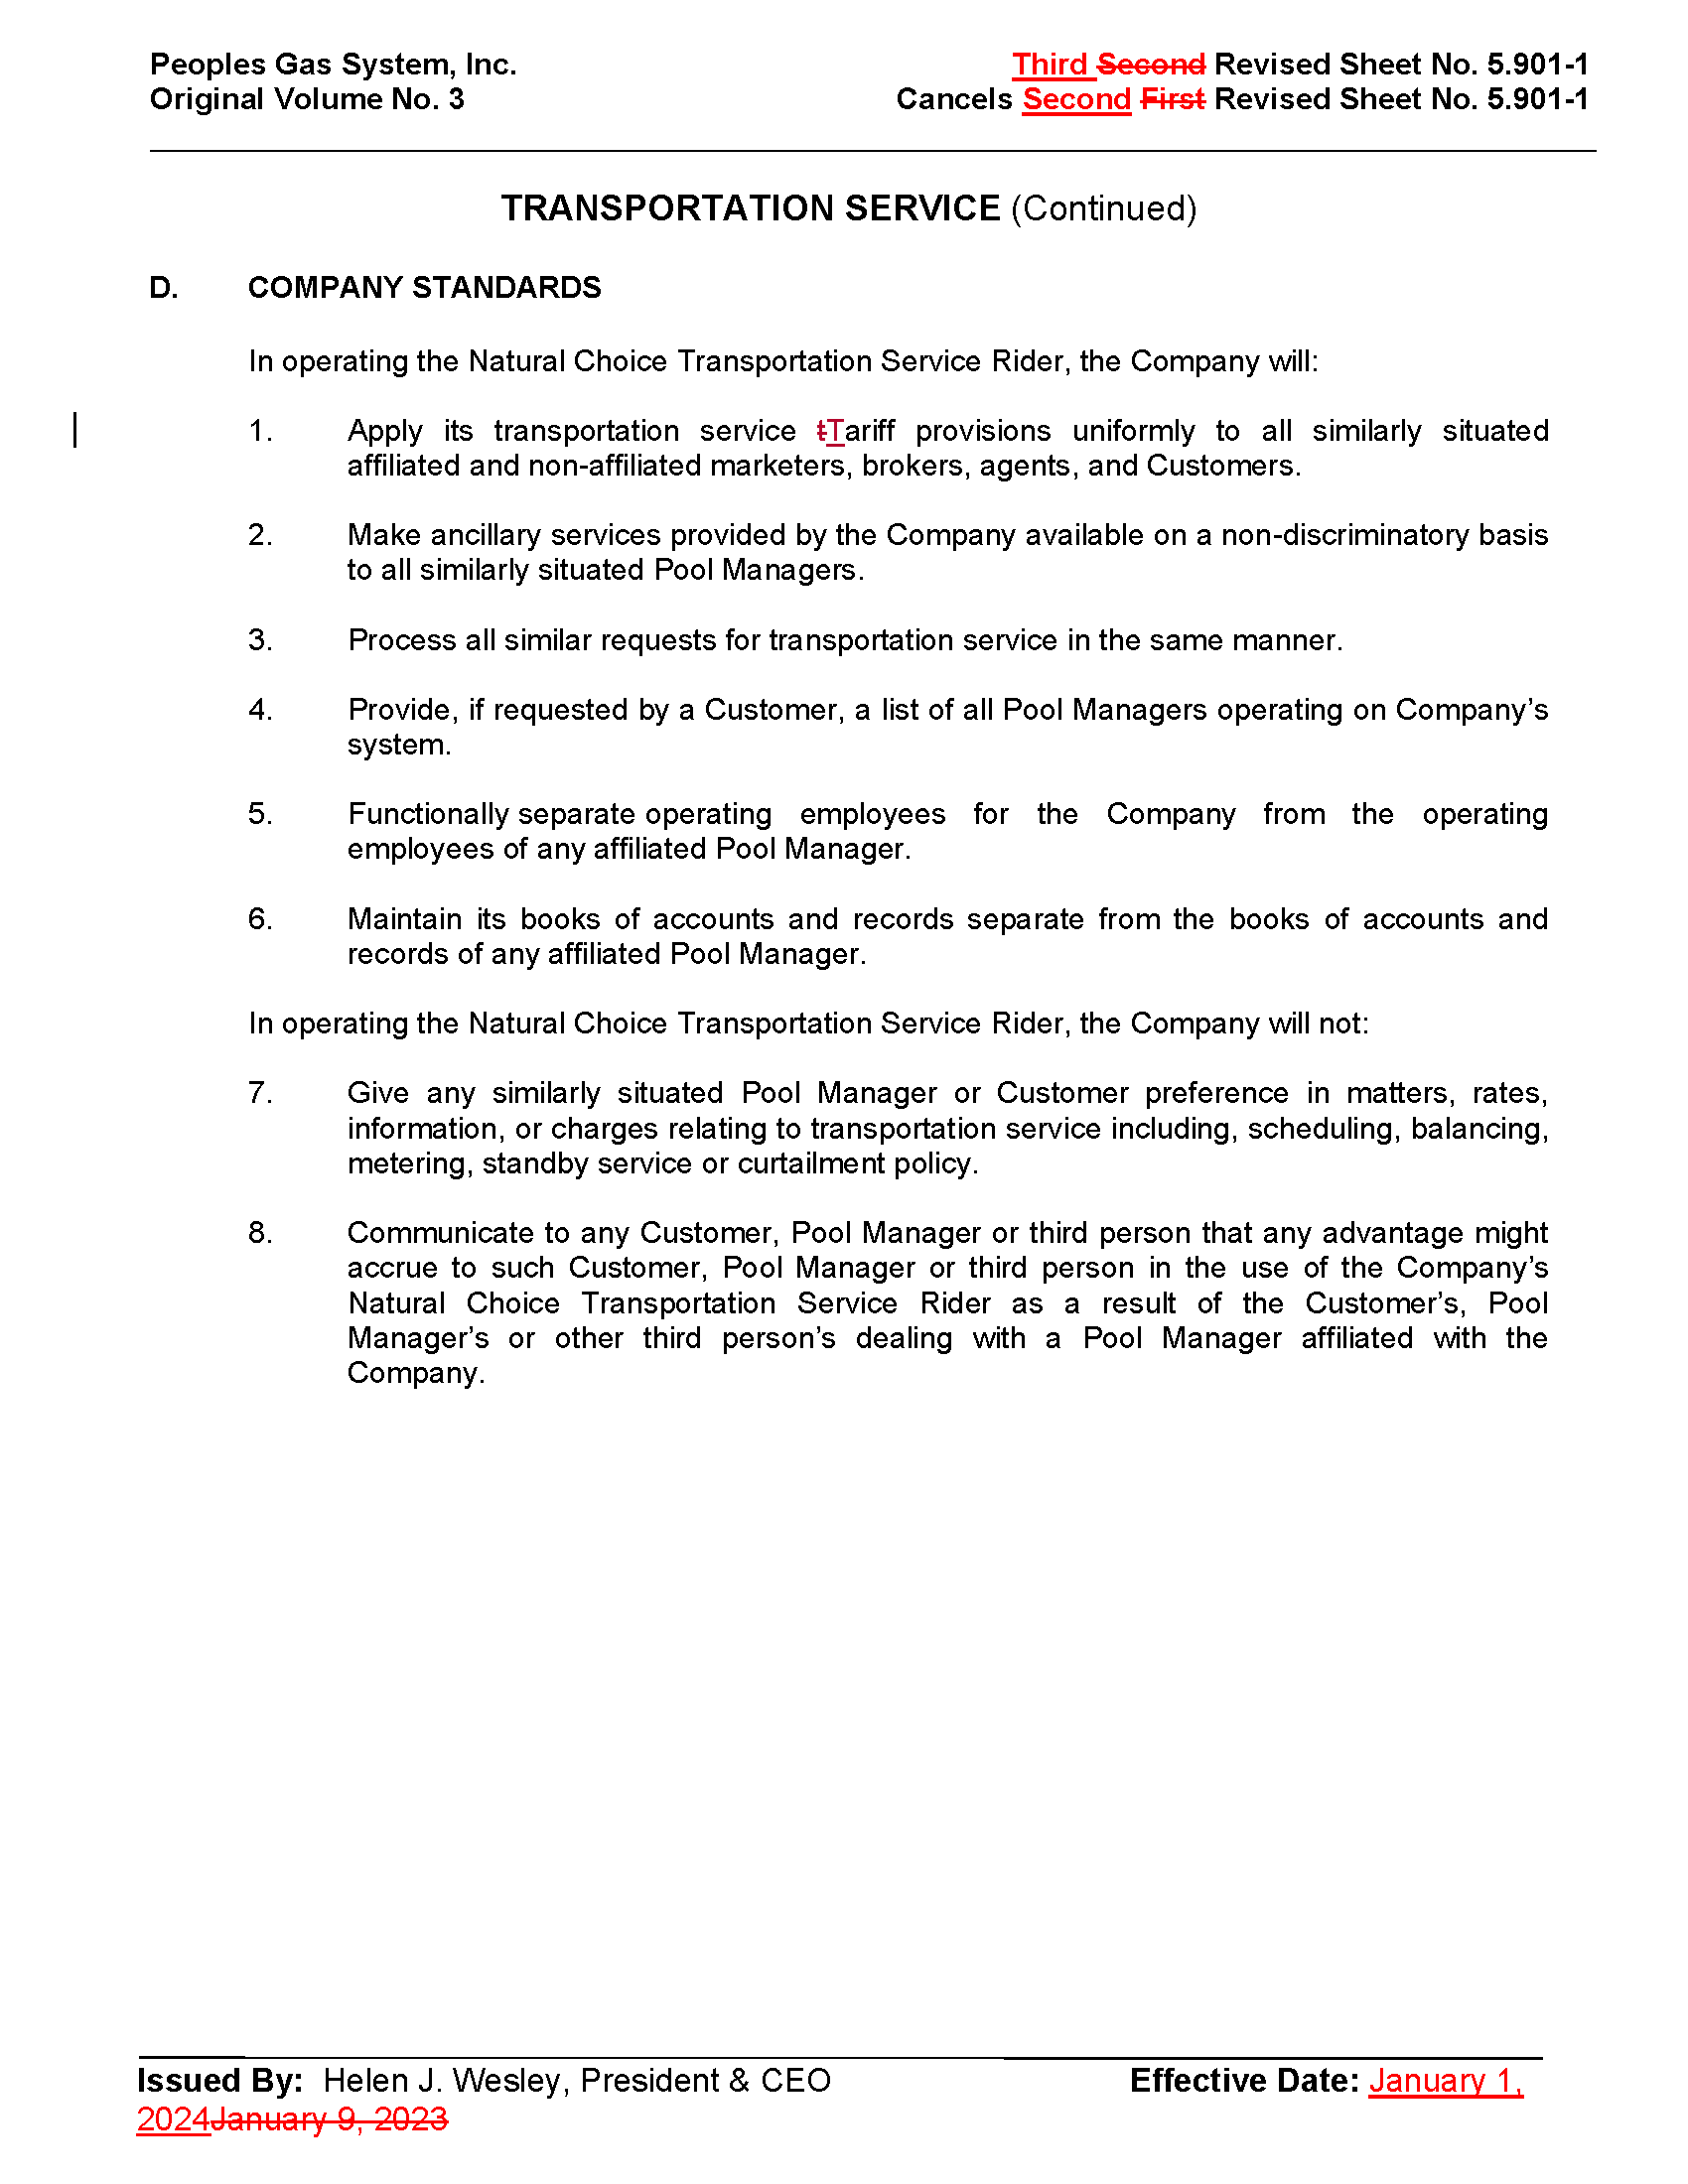 Peoples Gas System, Inc. Third Second Revised Sheet No. 5.901-1
Original Volume No. 3 Cancels Second First Revised Sheet No. 5.901-1
TRANSPORTATION SERVICE (Continued)
D. COMPANY STANDARDS
In operating the Natural Choice Transportation Service Rider, the Company will:
1. Apply its transportation service tTariff provisions uniformly to all similarly situated
affiliated and non-affiliated marketers, brokers, agents, and Customers.
2. Make ancillary services provided by the Company available on a non-discriminatory basis
to all similarly situated Pool Managers.
3. Process all similar requests for transportation service in the same manner.
4. Provide, if requested by a Customer, a list of all Pool Managers operating on Company’s
system.
5. Functionally separate operating employees for the Company from the operating
employees of any affiliated Pool Manager.
6. Maintain its books of accounts and records separate from the books of accounts and
records of any affiliated Pool Manager.
In operating the Natural Choice Transportation Service Rider, the Company will not:
7. Give any similarly situated Pool Manager or Customer preference in matters, rates,
information, or charges relating to transportation service including, scheduling, balancing,
metering, standby service or curtailment policy.
8. Communicate to any Customer, Pool Manager or third person that any advantage might
accrue to such Customer, Pool Manager or third person in the use of the Company’s
Natural Choice Transportation Service Rider as a result of the Customer’s, Pool
Manager’s or other third person’s dealing with a Pool Manager affiliated with the
Company.
Issued By: Helen J. Wesley, President & CEO Effective Date: January 1,
2024January 9, 2023